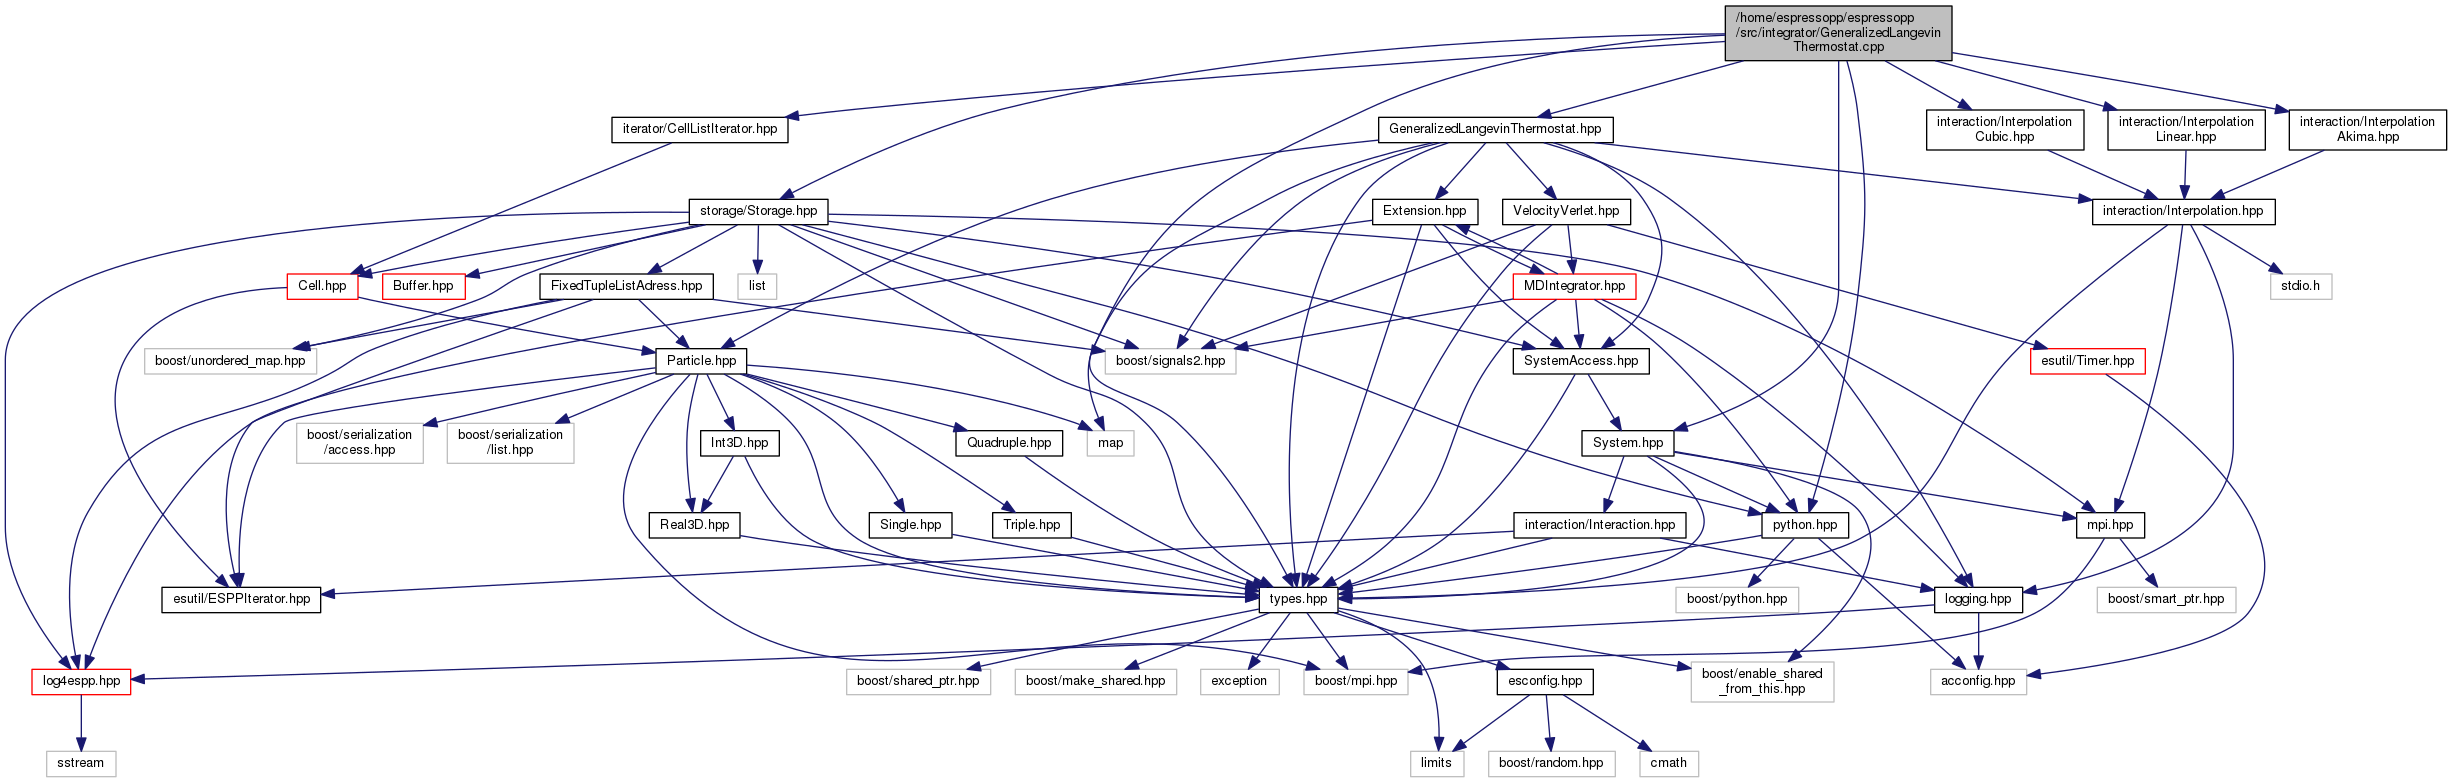 /home/espressopp/espressopp
/src/integrator/GeneralizedLangevin
Thermostat.cpp
iterator/CellListIterator.hpp
GeneralizedLangevinThermostat.hpp
interaction/Interpolation
Cubic.hpp
interaction/Interpolation
Linear.hpp
interaction/Interpolation
Akima.hpp
storage/Storage.hpp
Extension.hpp
VelocityVerlet.hpp
interaction/Interpolation.hpp
Cell.hpp
Buffer.hpp
FixedTupleListAdress.hpp
list
MDIntegrator.hpp
stdio.h
boost/unordered_map.hpp
Particle.hpp
boost/signals2.hpp
SystemAccess.hpp
esutil/Timer.hpp
boost/serialization
/access.hpp
boost/serialization
/list.hpp
Int3D.hpp
Quadruple.hpp
map
System.hpp
Real3D.hpp
Single.hpp
Triple.hpp
interaction/Interaction.hpp
python.hpp
mpi.hpp
esutil/ESPPIterator.hpp
types.hpp
boost/python.hpp
logging.hpp
boost/smart_ptr.hpp
log4espp.hpp
boost/shared_ptr.hpp
boost/make_shared.hpp
exception
boost/mpi.hpp
esconfig.hpp
boost/enable_shared
_from_this.hpp
acconfig.hpp
sstream
limits
boost/random.hpp
cmath